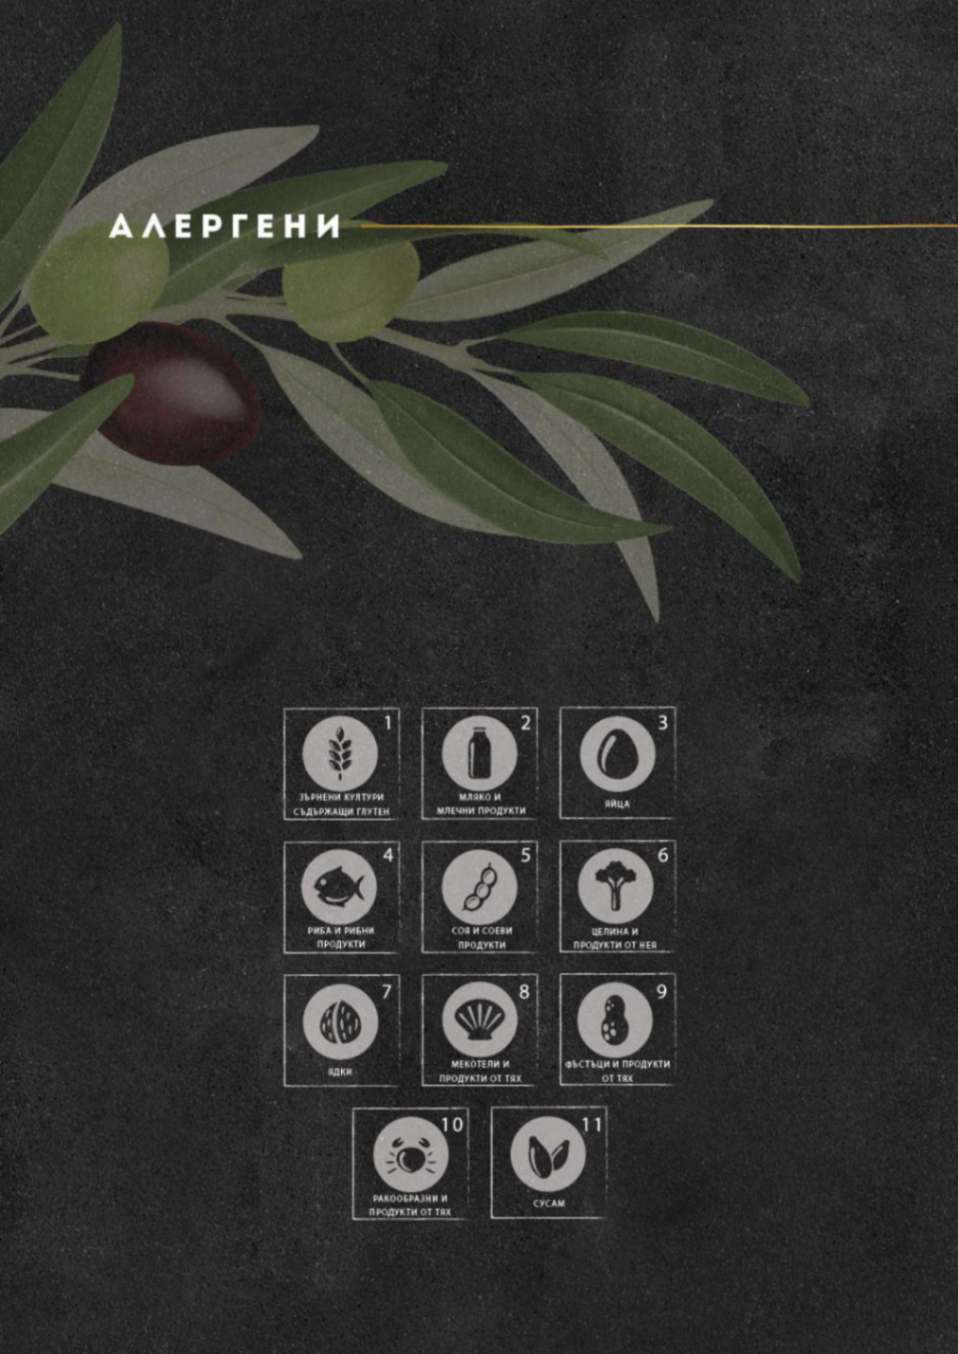 АЛЕРГЕНИ
1
ЗЪРНЕНИ КУЛТУРИ
СЪДЪРЖАЩИ ГЛУТЕН
2
МЛЯКО И
МЛЕЧНИ ПРОДУКТИ
3
ЯЙЦА
4
РИБА И РИБНИ
ПРОДУКТИ
5
СОЯ И СОЕВИ
ПРОДУКТИ
6
ЦЕЛИНА И
ПРОДУКТИ ОТ НЕЯ
7
ЯДКИ
8
МЕКОТЕЛИ И
ПРОДУКТИ ОТ ТЯХ
9
ФЪСТЪЦИ И ПРОДУКТИ
ОТ ТЯХ
10
РАКООБРАЗНИ И
ПРОДУКТИ ОТ ТЯХ
11
СУСАМ